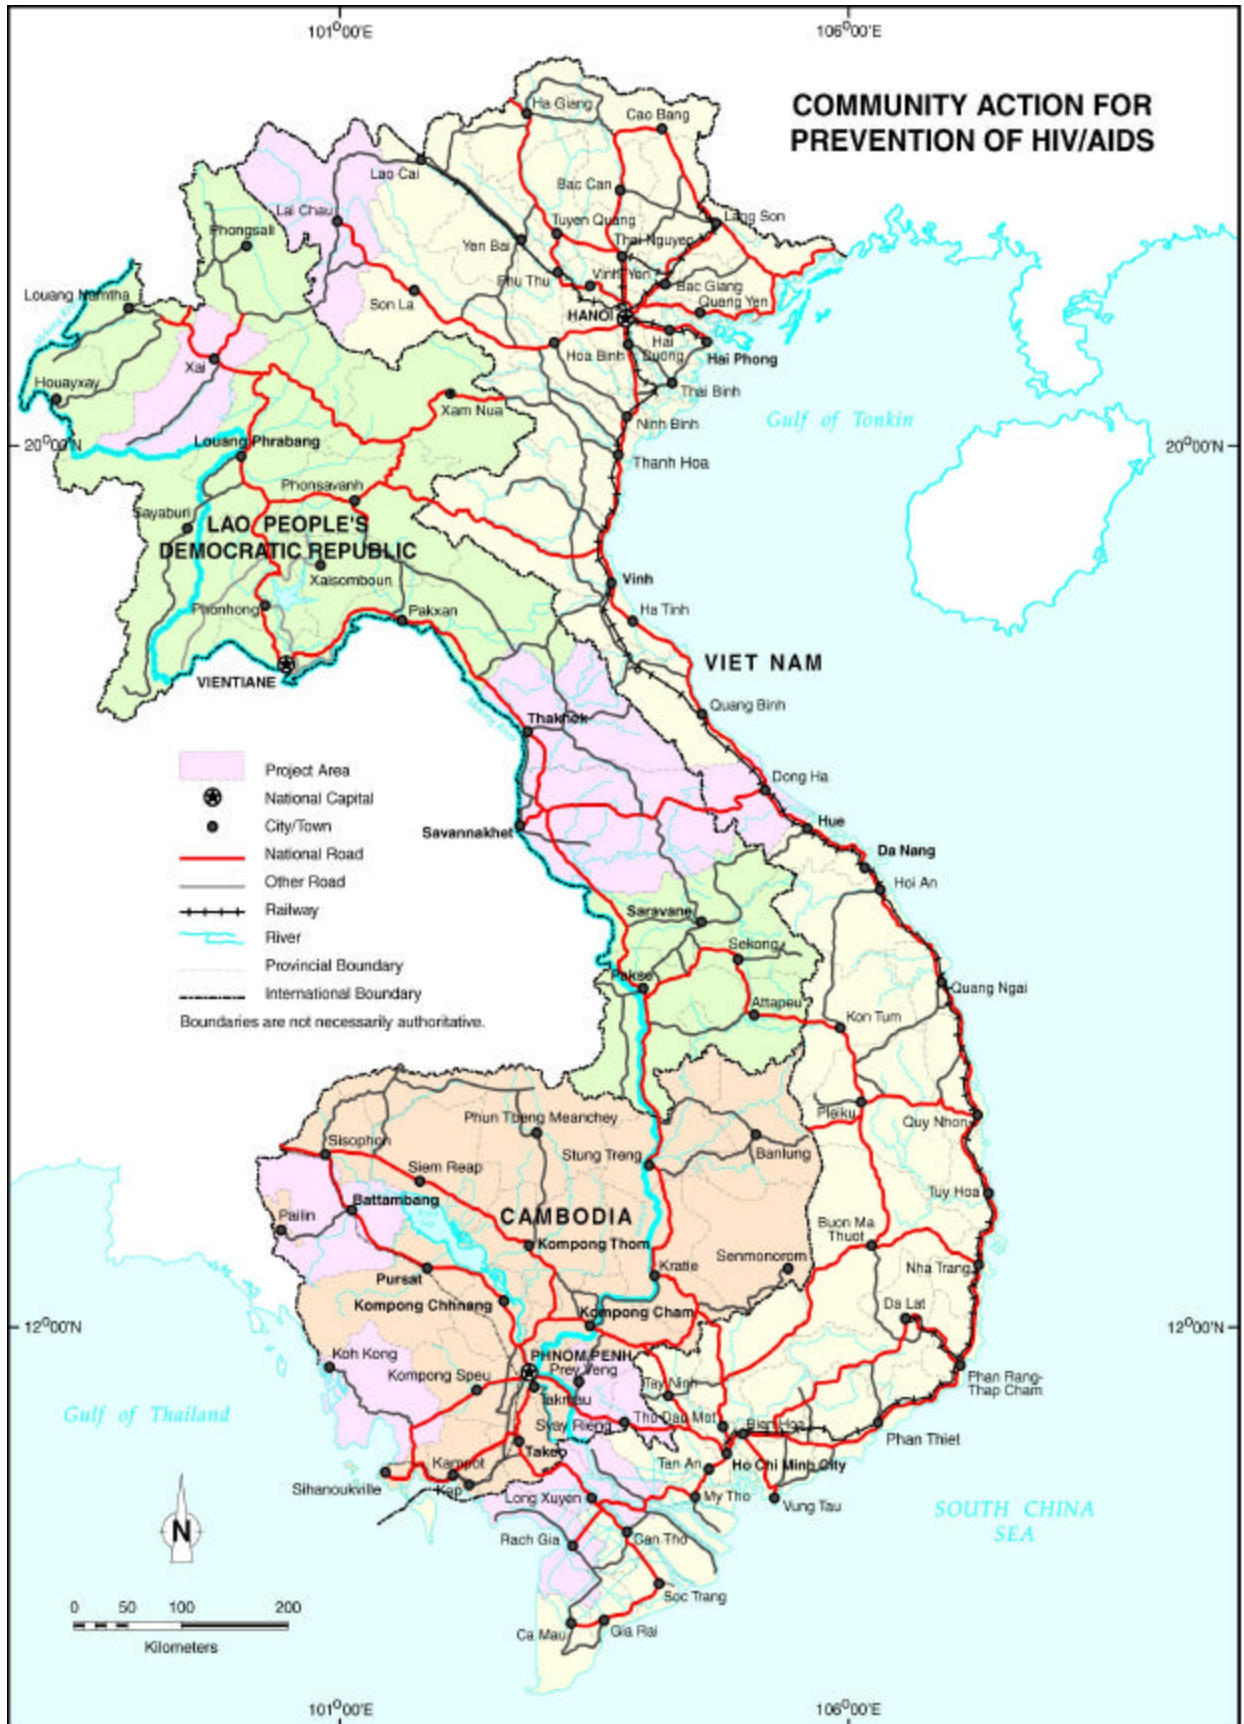 101°00'E
106°00'E
COMMUNITY ACTION FOR
PREVENTION OF HIV/AIDS
Ha Giang
Cao Bang
Lao Cai
Bac Can
Lai Chau
Tuyen Quang
Lang Son
Phongsali
Yen Bai
Thai Nguyen
Phu Thu
Vinh Yen
Bac Giang
Louang Namtha
Son La
Quang Yen
HANOI
Mekong River
Hoa Binh
Hai
Duong
Hai Phong
Xai
Houayxay
Xam Nua
Thai Binh
Ninh Binh
Gulf of Tonkin
20°00'N
20°00'N
Louang Phrabang
Thanh Hoa
Phonsavanh
Sayaburi
LAO PEOPLE'S
DEMOCRATIC REPUBLIC
Xaisomboun
Vinh
Phonhong
Pakxan
Ha Tinh
VIENTIANE
VIET NAM
Mekong River
Quang Binh
Thakhek
Project Area
Dong Ha
National Capital
City/Town
Savannakhet
Hue
National Road
Da Nang
Other Road
Hoi An
Railway
Saravane
River
Sekong
Provincial Boundary
Pakse
International Boundary
Attapeu
Quang Ngai
Boundaries are not necessarily authoritative.
Kon Tum
Phun Tbeng Meanchey
Pleiku
Quy Nhon
Sisophon
Stung Treng
Banlung
Siem Reap
Battambang
Tuy Hoa
Pailin
CAMBODIA
Buon Ma
Thuot
Kompong Thom
Senmonorom
Nha Trang
Pursat
Kratie
Kompong Chhnang
Da Lat
Kompong Cham
12°00'N
12°00'N
Koh Kong
PHNOM PENH
Kompong Speu
Prey Veng
Tay Ninh
Phan Rang-
Thap Cham
Takmau
Gulf of Thailand
Svay Rieng
Thu Dau Mot
Bien Hoa
Phan Thiet
Takeo
Tan An
Ho Chi Minh City
Kampot
Sihanoukville
Kep
Long Xuyen
My Tho
Vung Tau
SOUTH CHINA
SEA
N
Rach Gia
Can Tho
Soc Trang
0 50 100 200
Kilometers
Ca Mau
Gia Rai
101°00'E
106°00'E